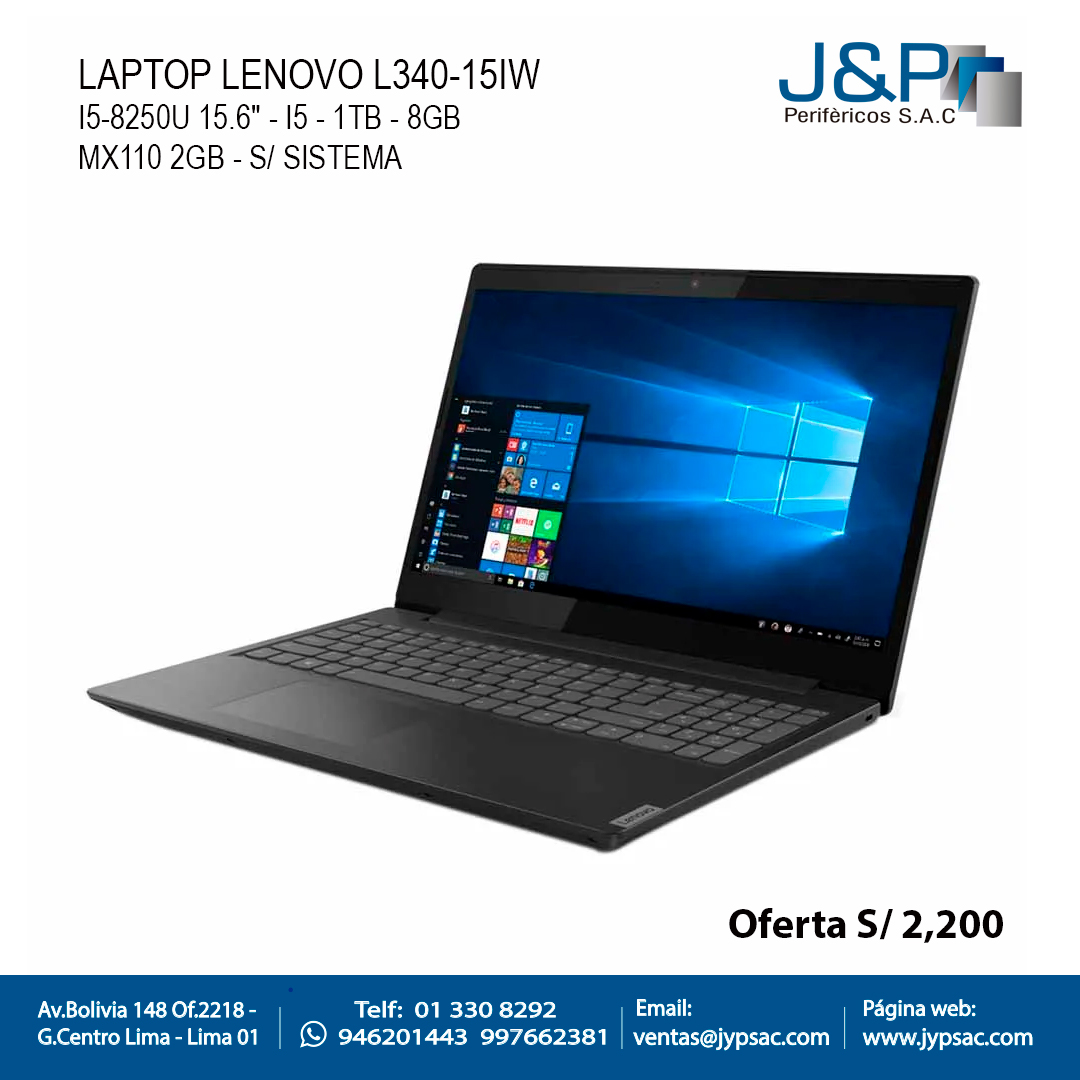 LAPTOP LENOVO L340-15IW
I5-8250U 15.6" - I5 - 1TB - 8GB
MX110 2GB - S/ SISTEMA
J&P
Perifèricos S.A.C
NETFLIX
Lenovo
Oferta S/ 2,200
Av.Bolivia 148 Of.2218 -
G.Centro Lima - Lima 01
Telf: 01 330 8292
946201443 997662381
Email:
ventas@jypsac.com
Página web:
www.jypsac.com